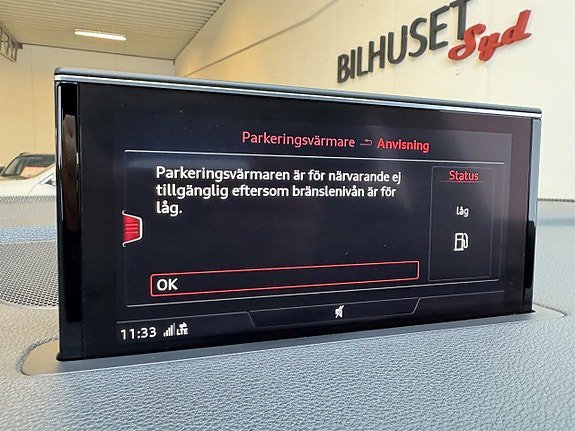 BILHUSET
Syd
Parkeringsvärmare Anvisning
Parkeringsvärmaren är för närvarande ej
tillgänglig eftersom bränslenivån är för
låg.
Status
låg
OK
11:33 LTE